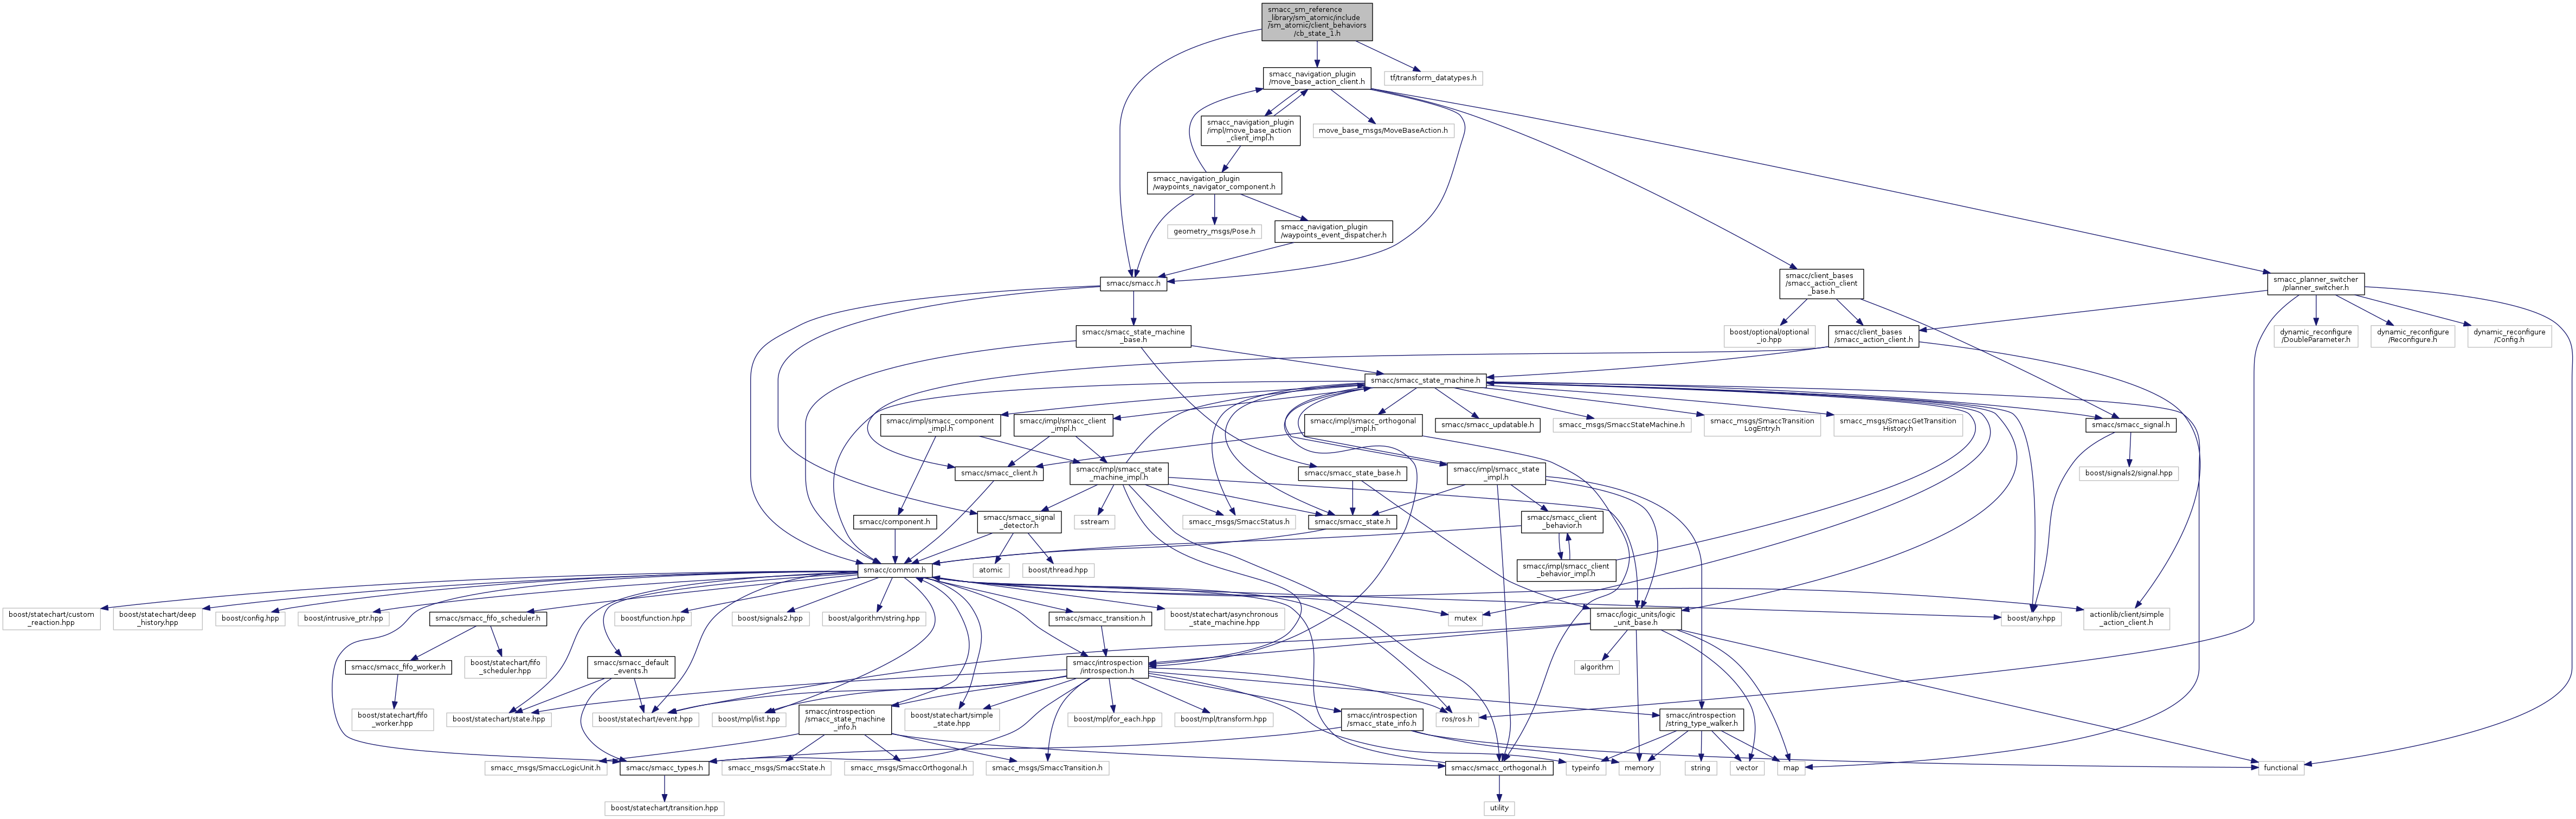 smacc_sm_reference
_library/sm_atomic/include
/sm_atomic/client_behaviors
/cb_state_1.h
smacc_navigation_plugin
/move_base_action_client.h
tf/transform_datatypes.h
smacc_navigation_plugin
/impl/move_base_action
_client_impl.h
move_base_msgs/MoveBaseAction.h
smacc_navigation_plugin
/waypoints_navigator_component.h
geometry_msgs/Pose.h
smacc_navigation_plugin
/waypoints_event_dispatcher.h
smacc/smacc.h
smacc/client_bases
/smacc_action_client
_base.h
smacc_planner_switcher
/planner_switcher.h
smacc/smacc_state_machine
_base.h
boost/optional/optional
_io.hpp
smacc/client_bases
/smacc_action_client.h
dynamic_reconfigure
/DoubleParameter.h
dynamic_reconfigure
/Reconfigure.h
dynamic_reconfigure
/Config.h
smacc/smacc_state_machine.h
smacc/impl/smacc_component
_impl.h
smacc/impl/smacc_client
_impl.h
smacc/impl/smacc_orthogonal
_impl.h
smacc/smacc_updatable.h
smacc_msgs/SmaccStateMachine.h
smacc_msgs/SmaccTransition
LogEntry.h
smacc_msgs/SmaccGetTransition
History.h
smacc/smacc_signal.h
smacc/smacc_client.h
smacc/impl/smacc_state
_machine_impl.h
smacc/smacc_state_base.h
smacc/impl/smacc_state
_impl.h
boost/signals2/signal.hpp
smacc/component.h
smacc/smacc_signal
_detector.h
sstream
smacc_msgs/SmaccStatus.h
smacc/smacc_state.h
smacc/smacc_client
_behavior.h
smacc/common.h
atomic
boost/thread.hpp
smacc/impl/smacc_client
_behavior_impl.h
boost/statechart/custom
_reaction.hpp
boost/statechart/deep
_history.hpp
boost/config.hpp
boost/intrusive_ptr.hpp
smacc/smacc_fifo_scheduler.h
boost/function.hpp
boost/signals2.hpp
boost/algorithm/string.hpp
smacc/smacc_transition.h
boost/statechart/asynchronous
_state_machine.hpp
mutex
smacc/logic_units/logic
_unit_base.h
boost/any.hpp
actionlib/client/simple
_action_client.h
smacc/smacc_fifo_worker.h
boost/statechart/fifo
_scheduler.hpp
smacc/smacc_default
_events.h
smacc/introspection
/introspection.h
algorithm
boost/statechart/fifo
_worker.hpp
boost/statechart/state.hpp
boost/statechart/event.hpp
boost/mpl/list.hpp
smacc/introspection
/smacc_state_machine
_info.h
boost/statechart/simple
_state.hpp
boost/mpl/for_each.hpp
boost/mpl/transform.hpp
smacc/introspection
/smacc_state_info.h
ros/ros.h
smacc/introspection
/string_type_walker.h
smacc_msgs/SmaccLogicUnit.h
smacc/smacc_types.h
smacc_msgs/SmaccState.h
smacc_msgs/SmaccOrthogonal.h
smacc_msgs/SmaccTransition.h
smacc/smacc_orthogonal.h
typeinfo
memory
string
vector
map
functional
boost/statechart/transition.hpp
utility